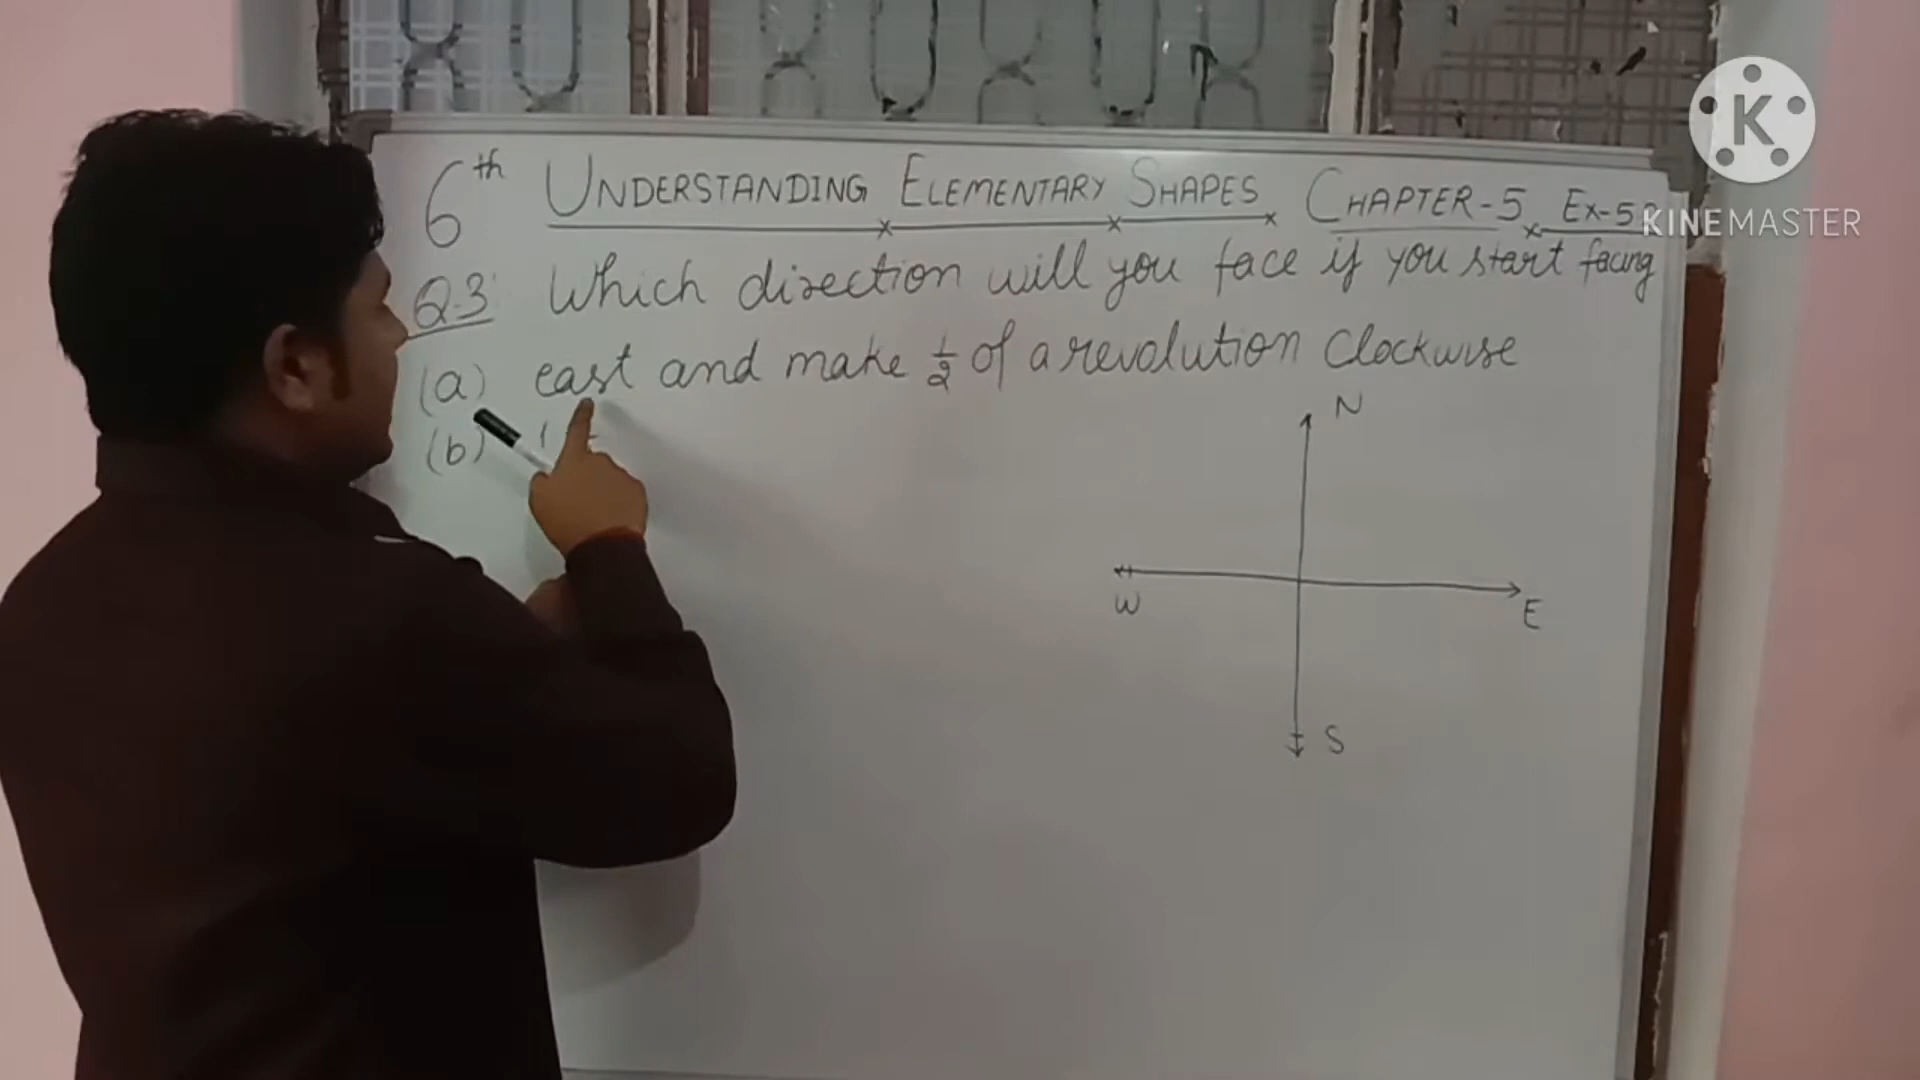 6th UNDERSTANDING ELEMENTARY SHAPES CHAPTER-5 Ex-5
Q.3 Which direction will you face if you start facing
(a) east and make 1/2 of a revolution clockwise
(b)
N
W
E
S
K
KINEMASTER